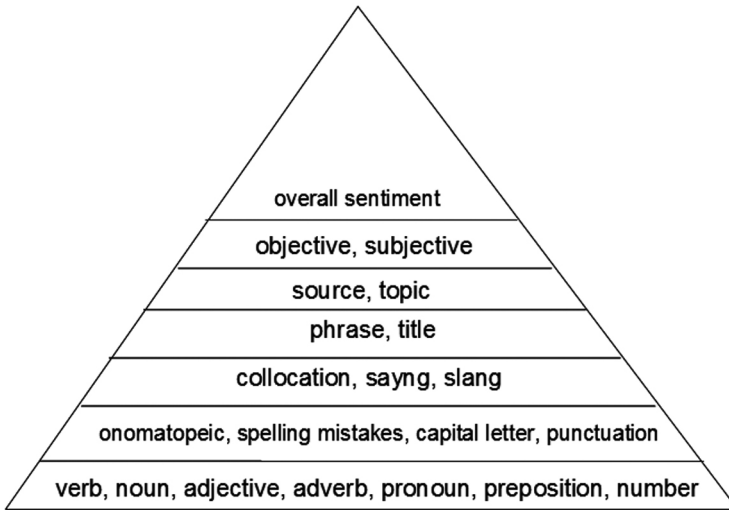 overall sentiment
objective, subjective
source, topic
phrase, title
collocation, sayng, slang
onomatopeic, spelling mistakes, capital letter, punctuation
verb, noun, adjective, adverb, pronoun, preposition, number